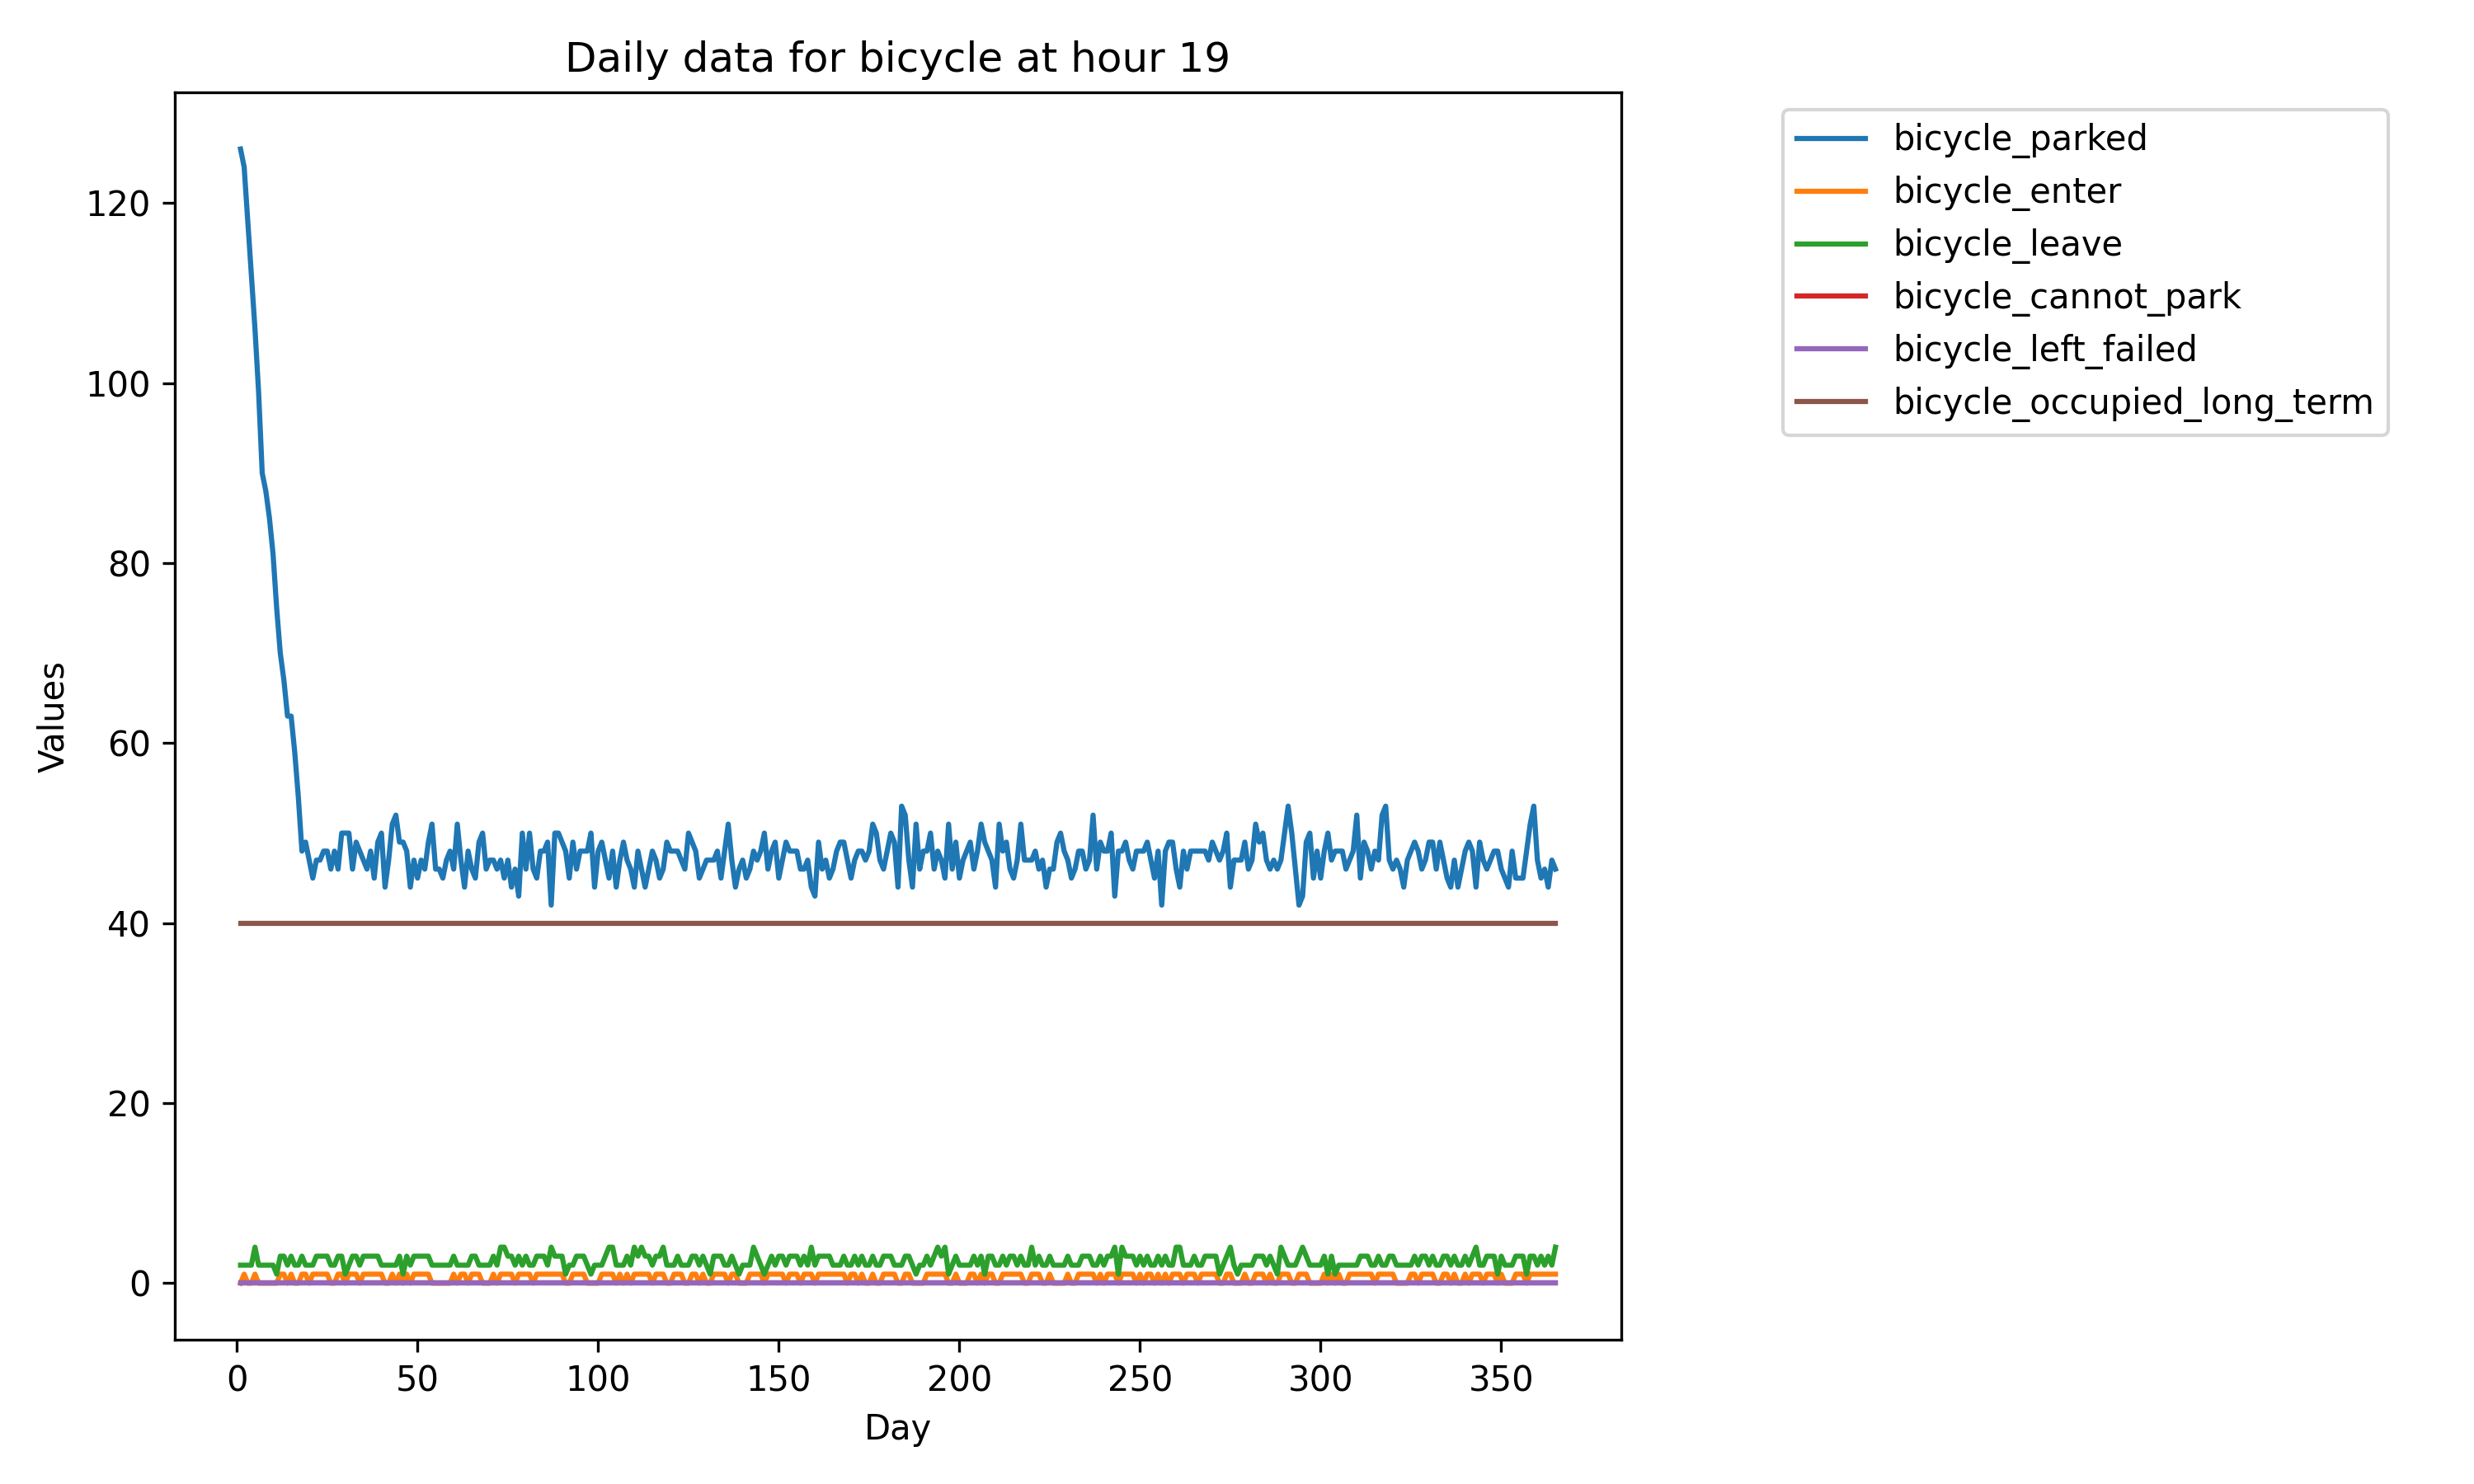 Daily data for bicycle at hour 19
bicycle_parked
bicycle_enter
bicycle_leave
bicycle_cannot_park
bicycle_left_failed
bicycle_occupied_long_term
Values
120
100
80
60
40
20
0
0 50 100 150 200 250 300 350
Day